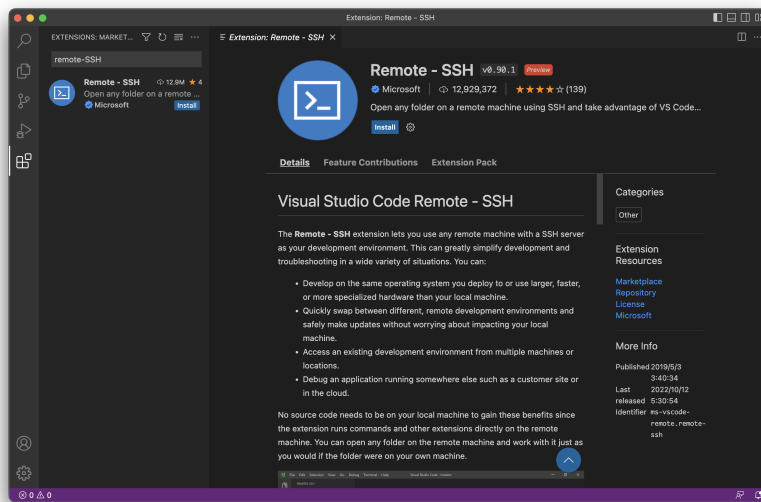 Extension: Remote - SSH
EXTENSIONS: MARKET...
remote-SSH
Remote - SSH 12.9M ★ 4
Open any folder on a remote ...
Microsoft Install
Extension: Remote - SSH ×
Remote - SSH v0.90.1 Preview
Microsoft | 12,929,372 | ★★★★☆ (139)
Open any folder on a remote machine using SSH and take advantage of VS Code...
Install
Details Feature Contributions Extension Pack
Visual Studio Code Remote - SSH
The Remote - SSH extension lets you use any remote machine with a SSH server
as your development environment. This can greatly simplify development and
troubleshooting in a wide variety of situations. You can:
• Develop on the same operating system you deploy to or use larger, faster,
or more specialized hardware than your local machine.
• Quickly swap between different, remote development environments and
safely make updates without worrying about impacting your local
machine.
• Access an existing development environment from multiple machines or
locations.
• Debug an application running somewhere else such as a customer site or
in the cloud.
No source code needs to be on your local machine to gain these benefits since
the extension runs commands and other extensions directly on the remote
machine. You can open any folder on the remote machine and work with it just as
you would if the folder were on your own machine.
File Edit Selection View Go Debug Terminal Help
Categories
Other
Extension
Resources
Marketplace
Repository
License
Microsoft
More Info
Published 2019/5/3
3:40:34
Last 2022/10/12
released 5:30:54
Identifier ms-vscode-
remote.remote-
ssh
0 0